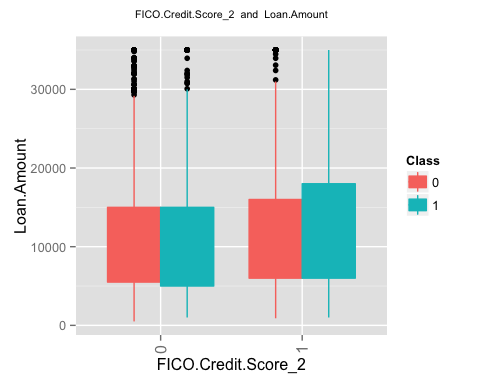 FICO.Credit.Score_2 and Loan.Amount
Loan.Amount
30000
20000
10000
0
0
1
FICO.Credit.Score_2
Class
0
1